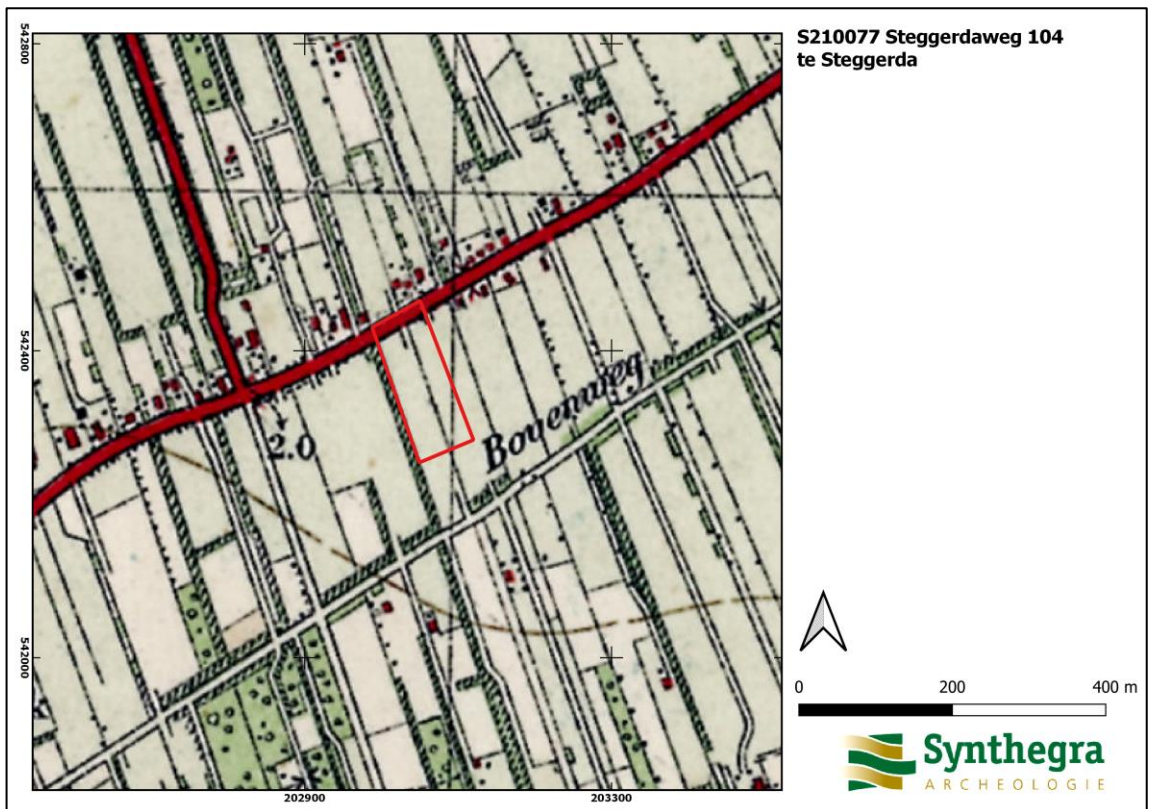 S210077 Steggerdaweg 104
te Steggerda
542800
542400
542000
2.0
Bovenweg
202900
203300
0 200 400 m
Synthegra
ARCHEOLOGIE